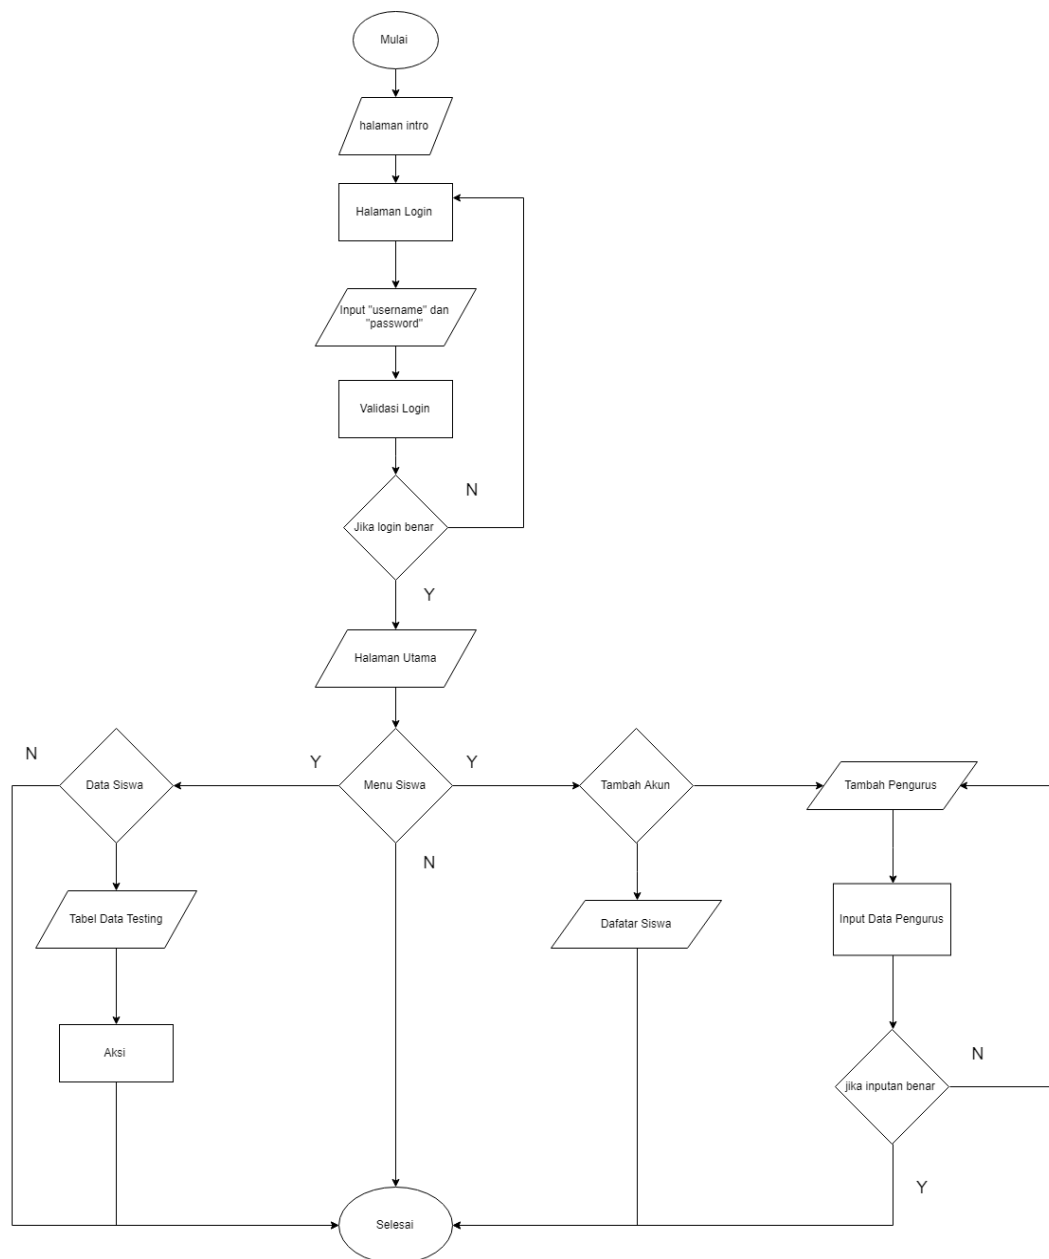 Mulai
halaman intro
Halaman Login
Input "username" dan
"password"
Validasi Login
N
Jika login benar
Y
Halaman Utama
N
Y
Y
Data Siswa
Menu Siswa
Tambah Akun
Tambah Pengurus
N
Tabel Data Testing
Dafatar Siswa
Input Data Pengurus
Aksi
N
jika inputan benar
Y
Selesai